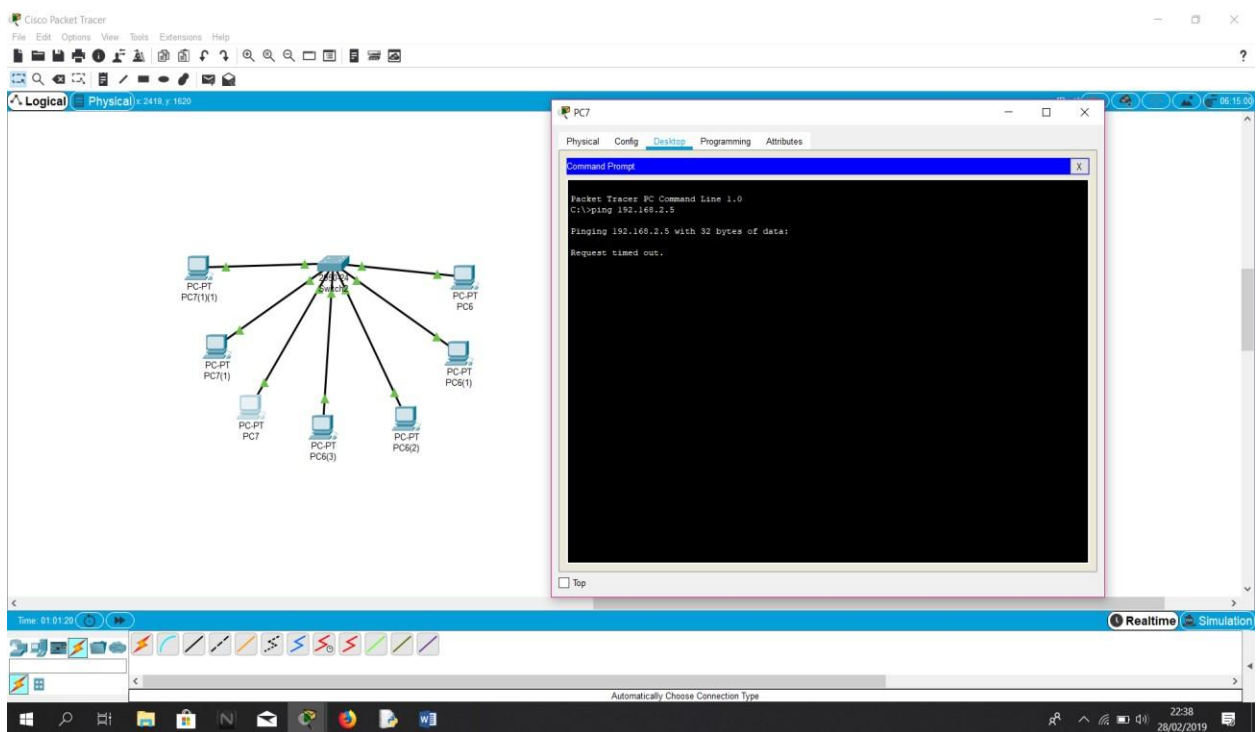 Cisco Packet Tracer
File Edit Options View Tools Extensions Help
?
Logical Physical x: 2419, y: 1620
06:15:00
PC7
Physical Config Desktop Programming Attributes
Command Prompt X
Packet Tracer PC Command Line 1.0
C:\>ping 192.168.2.5
Pinging 192.168.2.5 with 32 bytes of data:
Request timed out.
Top
PC-PT
PC7(1)(1)
PC-PT
PC6
PC-PT
PC7(1)
PC-PT
PC6(1)
PC-PT
PC7
PC-PT
PC6(3)
PC-PT
PC6(2)
Time: 01:01:20
Realtime Simulation
Automatically Choose Connection Type
22:38
28/02/2019